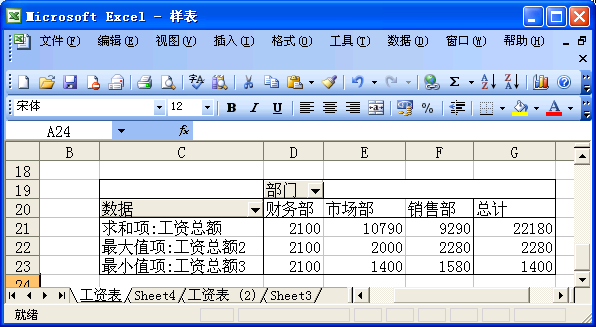 Microsoft Excel - 样表
文件(F) 编辑(E) 视图(V) 插入(I) 格式(O) 工具(T) 数据(D) 窗口(W) 帮助(H)
宋体 12 B I U
A24 fx
B C D E F G
18
19 部门
20 数据 财务部 市场部 销售部 总计
21 求和项:工资总额 2100 10790 9290 22180
22 最大值项:工资总额2 2100 2000 2280 2280
23 最小值项:工资总额3 2100 1400 1580 1400
24
工资表 Sheet4 工资表 (2) Sheet3
就绪